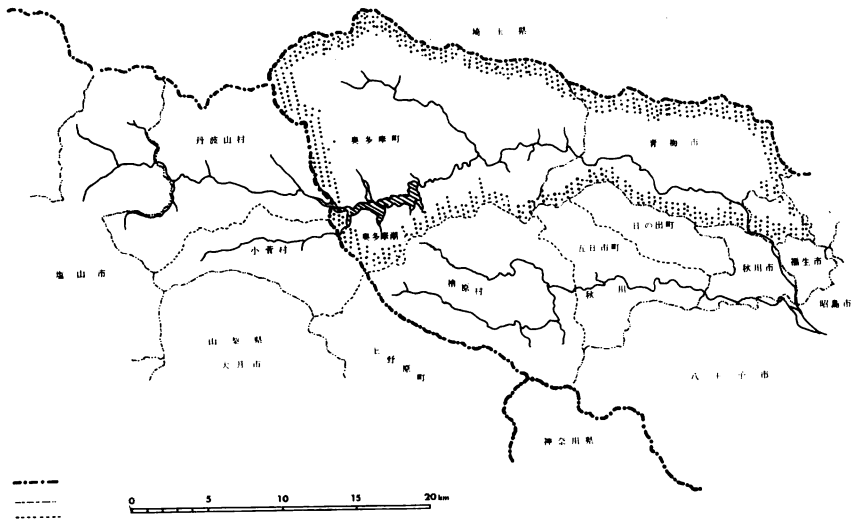 埼玉県
丹波山村
奥多摩町
青梅市
奥多摩湖
日の出町
小菅村
五日市町
塩山市
秋川市
福生市
檜原村
秋川
昭島市
山梨県
大月市
上野原町
八王子市
神奈川県
0 5 10 15 20 km